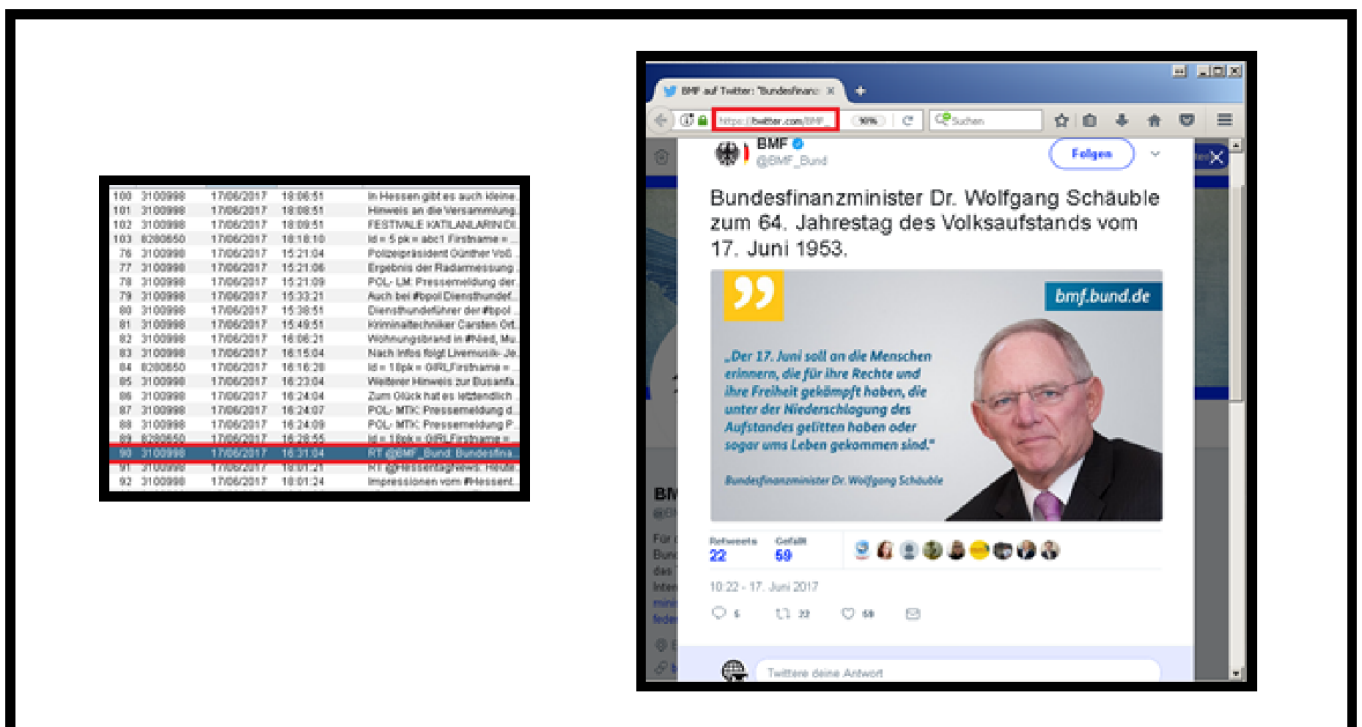 100 3100998 17/06/2017 18:06:51 In Hessen gibt es auch kleine.
101 3100998 17/06/2017 18:08:51 Hinweis an die Versammlung.
102 3100998 17/06/2017 18:09:51 FESTIVALE KATILANLARIN DI.
103 8280650 17/06/2017 18:18:10 Id = 5 pk = abc1 Firstname = ...
76 3100998 17/06/2017 15:21:04 Polizeipräsident Günther Voß ..
77 3100998 17/06/2017 15:21:06 Ergebnis der Radarmessung ..
78 3100998 17/06/2017 15:21:09 POL- LM: Pressemeldung der.
79 3100998 17/06/2017 15:33:21 Auch bei #bpol Diensthundef...
80 3100998 17/06/2017 15:38:51 Diensthundeführer der #bpol ..
81 3100998 17/06/2017 15:49:51 Kriminaltechniker Carsten Ort..
82 3100998 17/06/2017 16:06:21 Wohnungsbrand in #Nied, Mu..
83 3100998 17/06/2017 16:15:04 Nach Infos folgt Livemusik- Je.
84 8280650 17/06/2017 16:16:28 Id = 18pk = GIRLFirstname = ...
85 3100998 17/06/2017 16:23:04 Weiterer Hinweis zur Busanfa..
86 3100998 17/06/2017 16:24:04 Zum Glück hat es letztendlich ..
87 3100998 17/06/2017 16:24:07 POL- MTK: Pressemeldung d..
88 3100998 17/06/2017 16:24:09 POL- MTK: Pressemeldung P..
89 8280650 17/06/2017 16:28:55 Id = 18pk = GIRLFirstname = ...
90 3100998 17/06/2017 16:31:04 RT @BMF_Bund: Bundesfina...
91 3100998 17/06/2017 18:01:21 RT @HessentagNews: Heute..
92 3100998 17/06/2017 18:01:24 Impressionen vom #Hessent..
BMF auf Twitter: "Bundesfinanz
https://twitter.com/BMF_ 90% Suchen
BMF
@BMF_Bund
Folgen
Bundesfinanzminister Dr. Wolfgang Schäuble
zum 64. Jahrestag des Volksaufstands vom
17. Juni 1953.
bmf.bund.de
„Der 17. Juni soll an die Menschen
erinnern, die für ihre Rechte und
ihre Freiheit gekämpft haben, die
unter der Niederschlagung des
Aufstandes gelitten haben oder
sogar ums Leben gekommen sind."
Bundesfinanzminister Dr. Wolfgang Schäuble
Retweets Gefällt
22 59
10:22 - 17. Juni 2017
22
Twittere deine Antwort